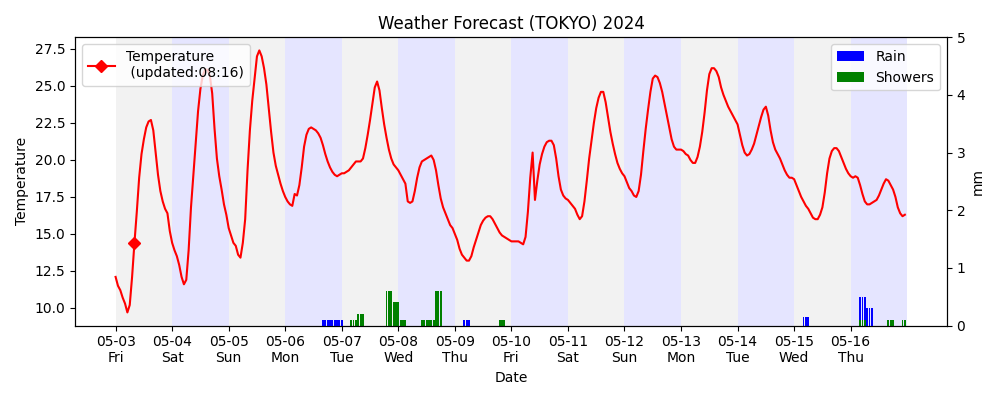 Weather Forecast (TOKYO) 2024
Temperature
(updated:08:16)
Rain
Showers
27.5
25.0
22.5
20.0
17.5
15.0
12.5
10.0
Temperature
5
4
3
2
1
0
mm
05-03 05-04 05-05 05-06 05-07 05-08 05-09 05-10 05-11 05-12 05-13 05-14 05-15 05-16
Fri Sat Sun Mon Tue Wed Thu Fri Sat Sun Mon Tue Wed Thu
Date